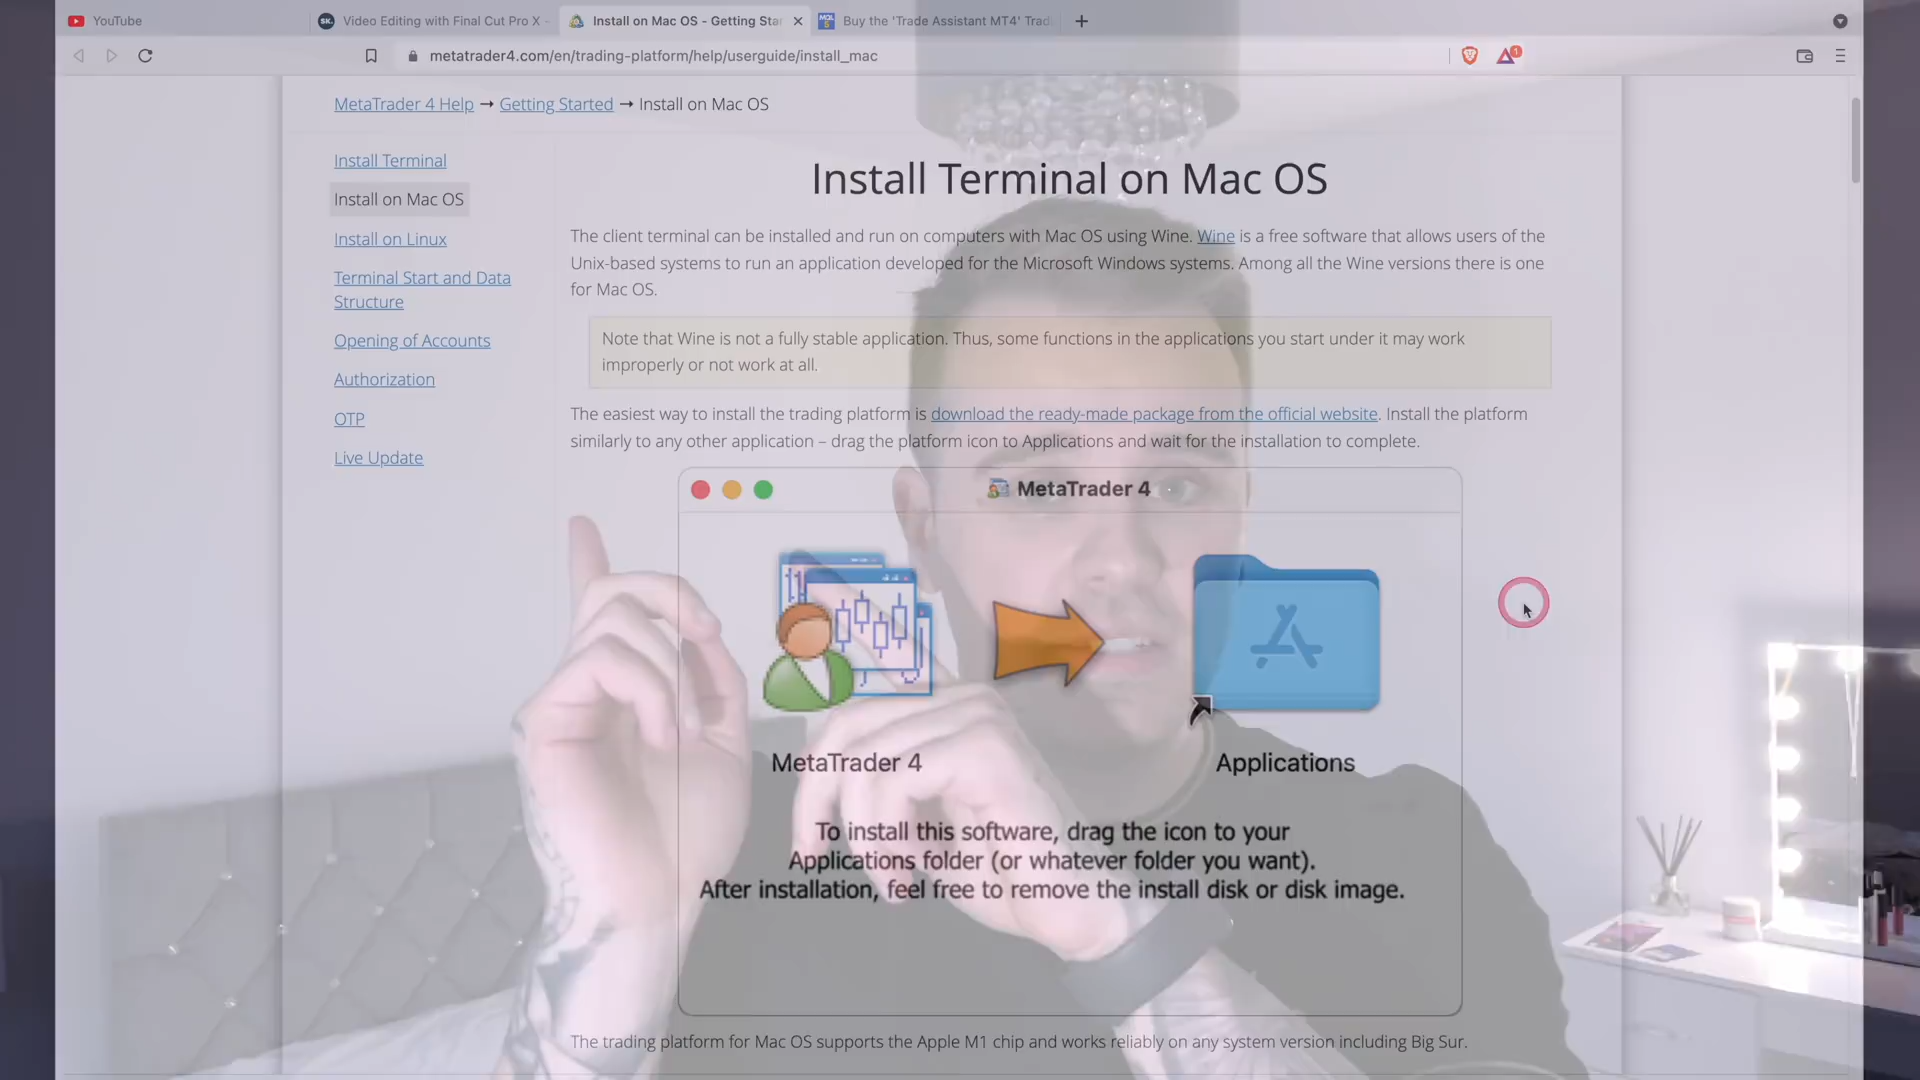 YouTube
Video Editing with Final Cut Pro X -
Install on Mac OS - Getting Star
Buy the 'Trade Assistant MT4' Tradi
metatrader4.com/en/trading-platform/help/userguide/install_mac
1
MetaTrader 4 Help → Getting Started → Install on Mac OS
Install Terminal
Install on Mac OS
Install on Linux
Terminal Start and Data
Structure
Opening of Accounts
Authorization
OTP
Live Update
Install Terminal on Mac OS
The client terminal can be installed and run on computers with Mac OS using Wine. Wine is a free software that allows users of the
Unix-based systems to run an application developed for the Microsoft Windows systems. Among all the Wine versions there is one
for Mac OS.
Note that Wine is not a fully stable application. Thus, some functions in the applications you start under it may work
improperly or not work at all.
The easiest way to install the trading platform is download the ready-made package from the official website. Install the platform
similarly to any other application – drag the platform icon to Applications and wait for the installation to complete.
MetaTrader 4
MetaTrader 4
Applications
To install this software, drag the icon to your
Applications folder (or whatever folder you want).
After installation, feel free to remove the install disk or disk image.
The trading platform for Mac OS supports the Apple M1 chip and works reliably on any system version including Big Sur.